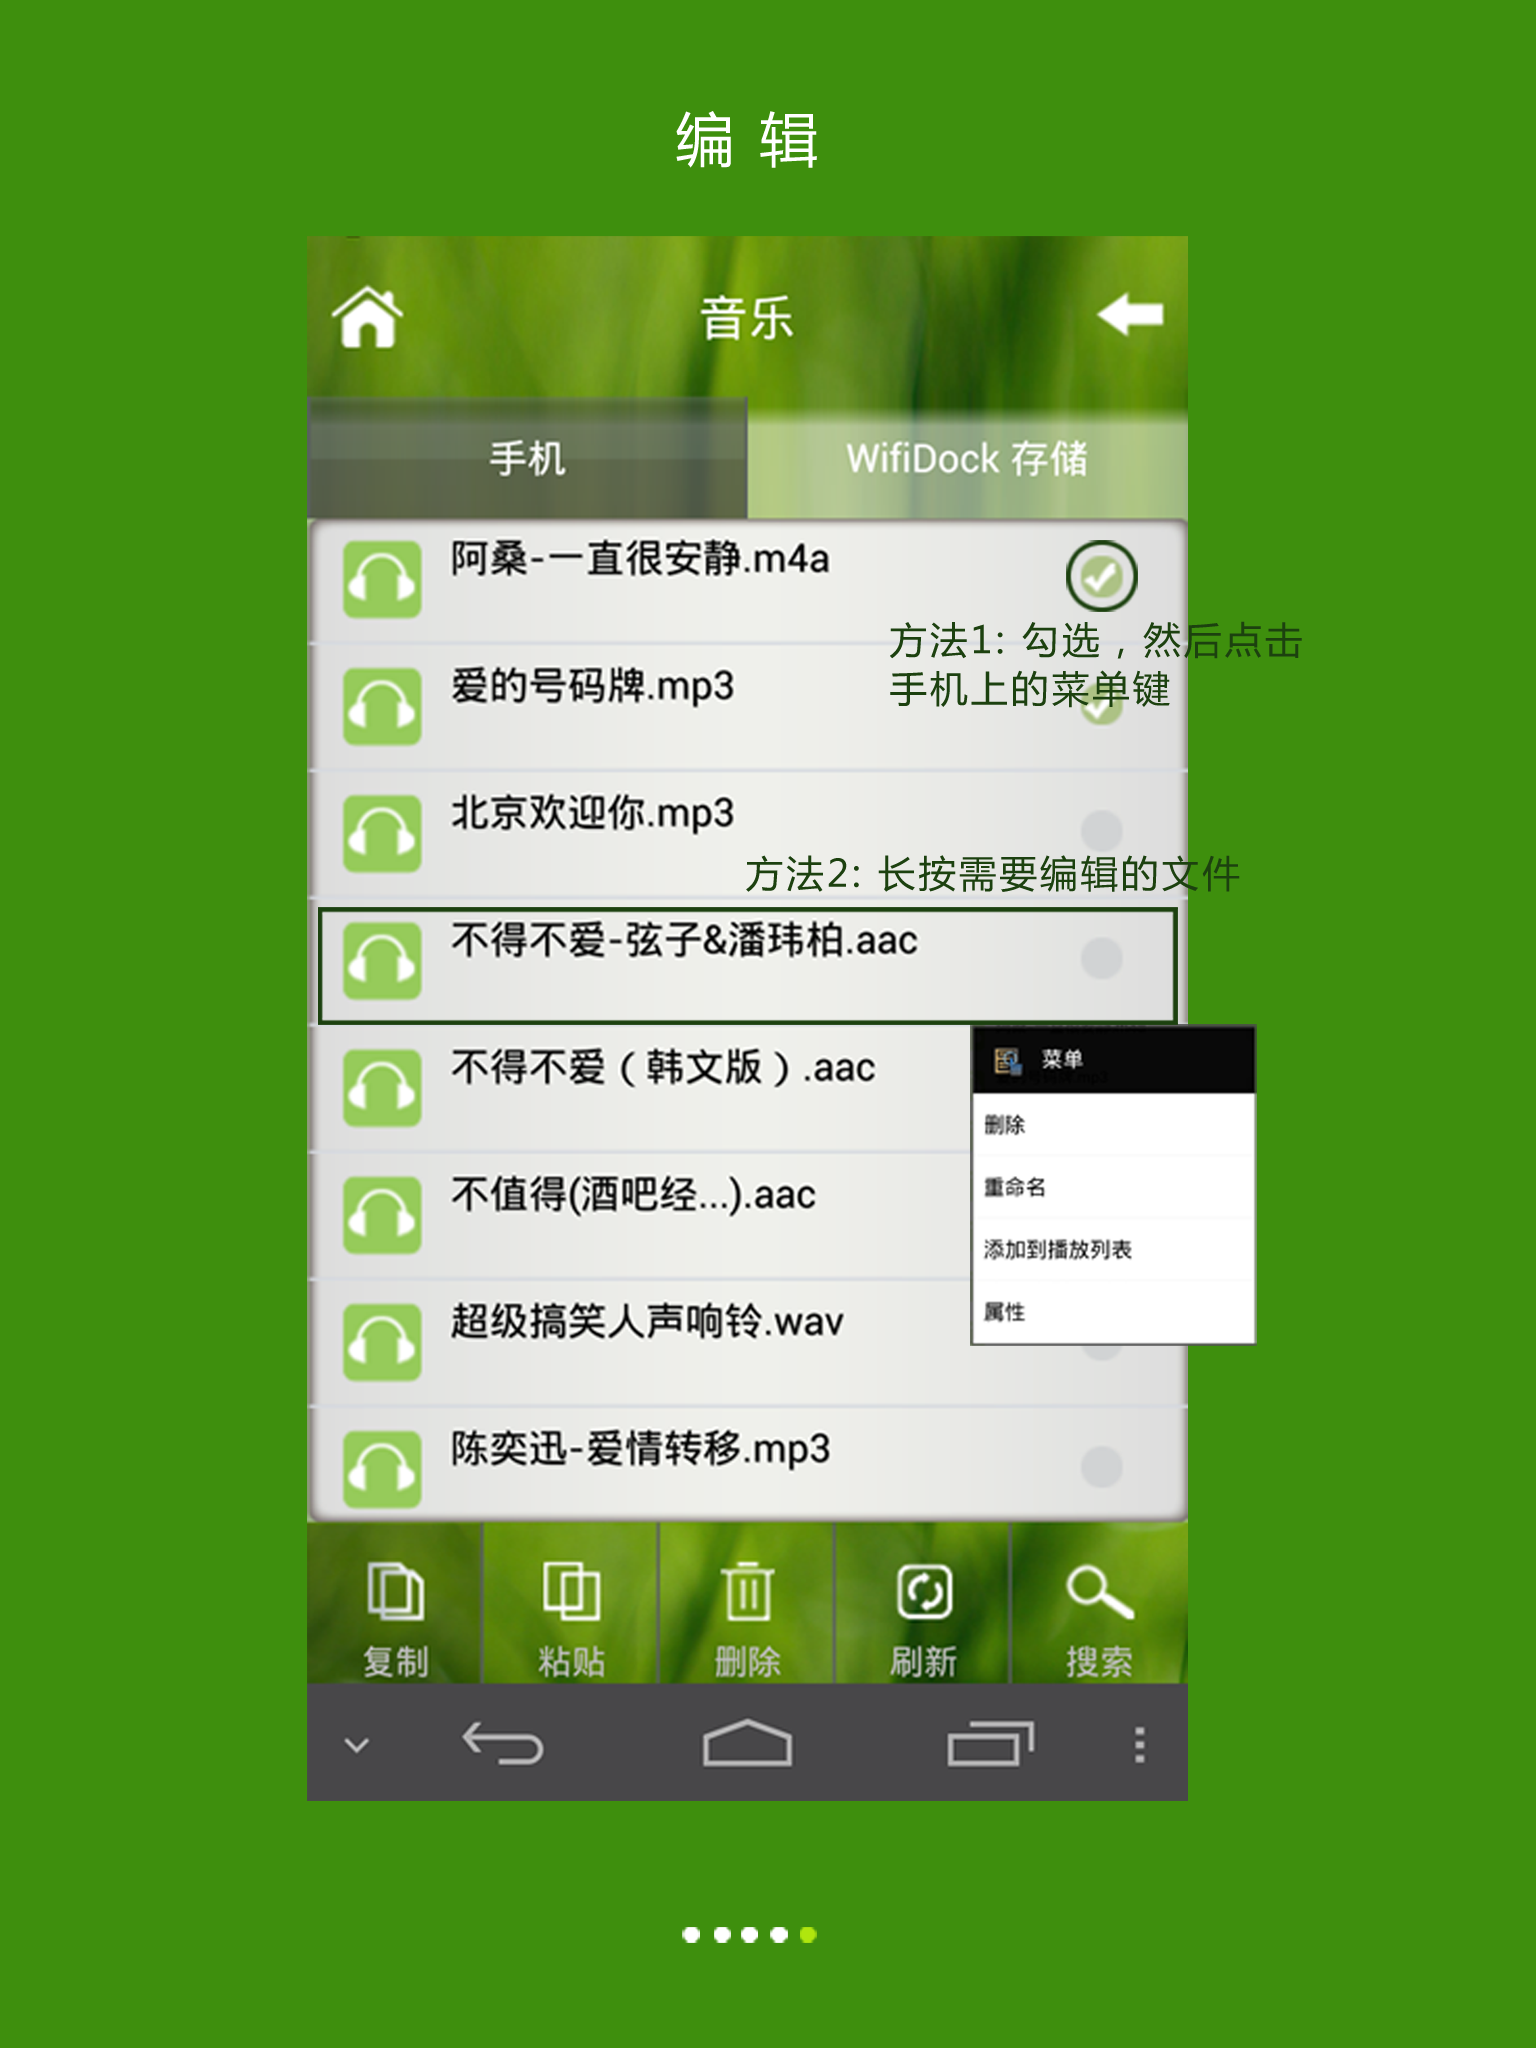 编 辑
音乐
手机
WifiDock 存储
阿桑-一直很安静.m4a
方法1: 勾选，然后点击
手机上的菜单键
爱的号码牌.mp3
北京欢迎你.mp3
方法2: 长按需要编辑的文件
不得不爱-弦子&潘玮柏.aac
不得不爱（韩文版）.aac
菜单
删除
重命名
添加到播放列表
属性
不值得(酒吧经...).aac
超级搞笑人声响铃.wav
陈奕迅-爱情转移.mp3
复制
粘贴
删除
刷新
搜索